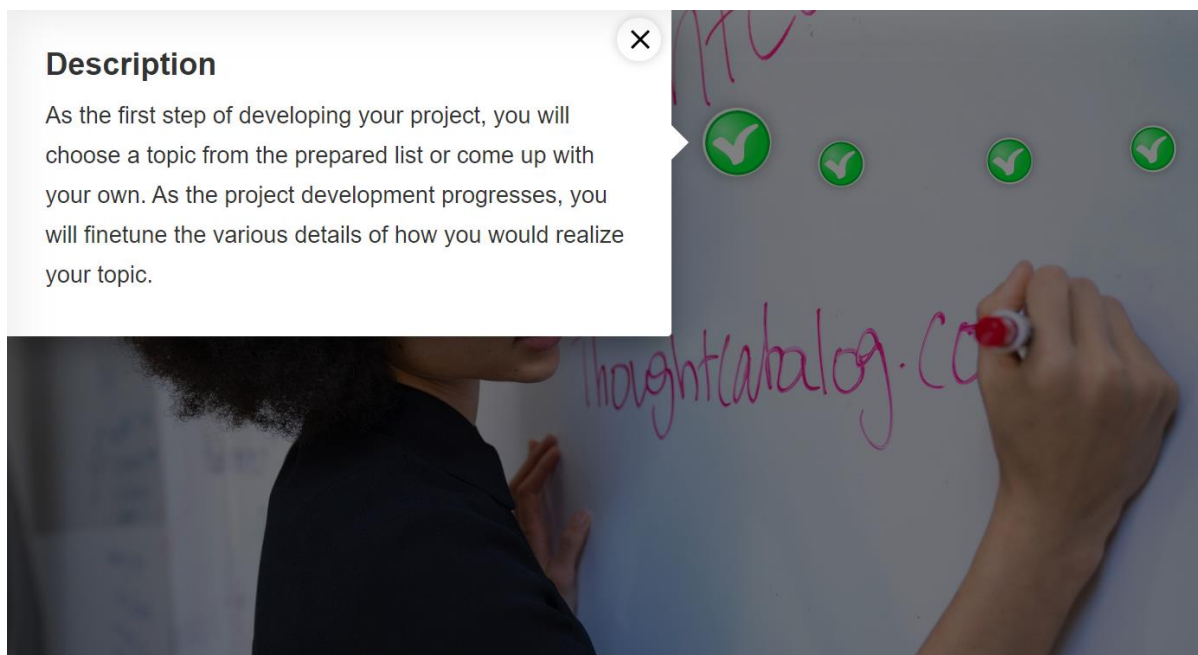 Description
As the first step of developing your project, you will
choose a topic from the prepared list or come up with
your own. As the project development progresses, you
will finetune the various details of how you would realize
your topic.
Thoughtcatalog.co